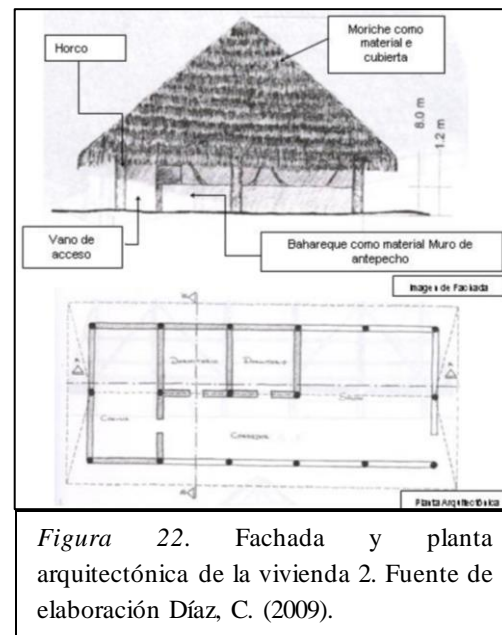 Horco
Moriche como
material e
cubierta
8.0 m
1.2 m
Vano de
acceso
Bahareque como material Muro de
antepecho
Imagen de Fachada
Dormitorio
Dormitorio
Salón
Cocina
Corredor
Planta Arquitectónica
Figura 22. Fachada y planta
arquitectónica de la vivienda 2. Fuente de
elaboración Díaz, C. (2009).